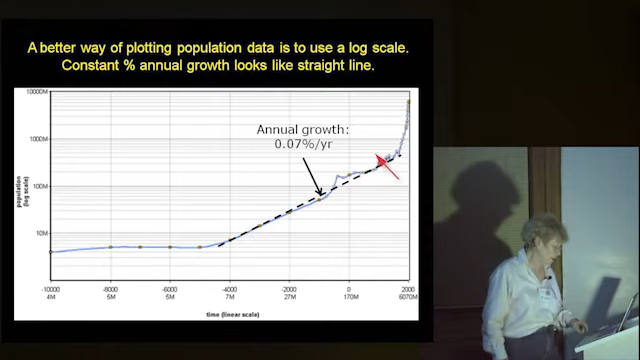 A better way of plotting population data is to use a log scale.
Constant % annual growth looks like straight line.
10000M
1000M
100M
10M
population
(log scale)
Annual growth:
0.07%/yr
-10000 -8000 -6000 -4000 -2000 0 2000
4M 5M 5M 7M 27M 170M 6070M
time (linear scale)